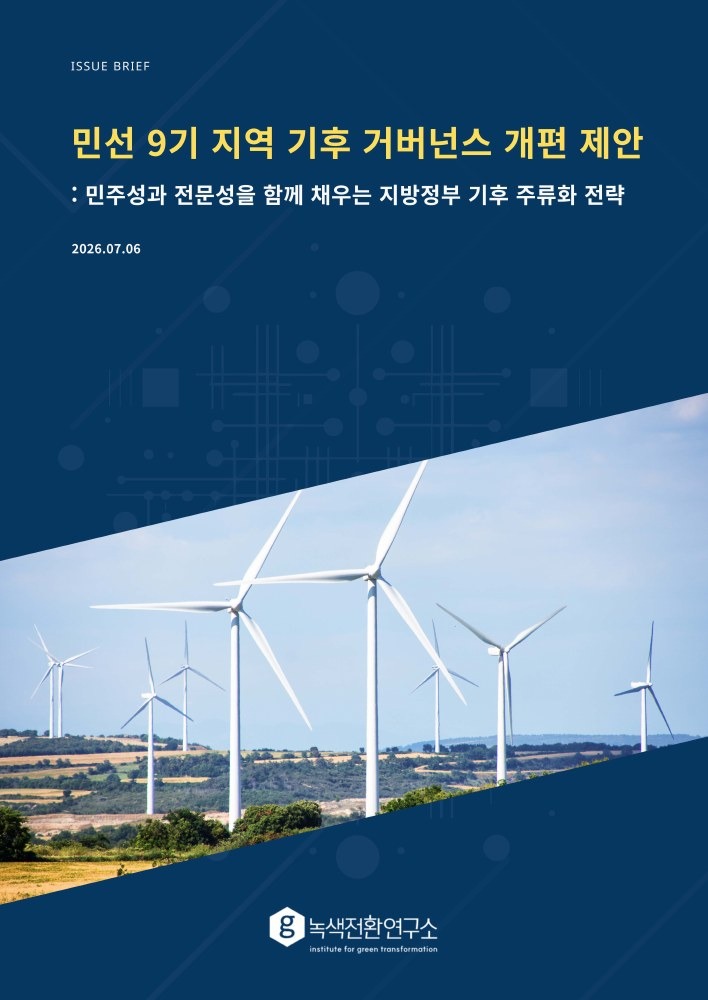 ISSUE BRIEF
민선 9기 지역 기후 거버넌스 개편 제안
: 민주성과 전문성을 함께 채우는 지방정부 기후 주류화 전략
2026.07.06
g 녹색전환연구소
institute for green transformation